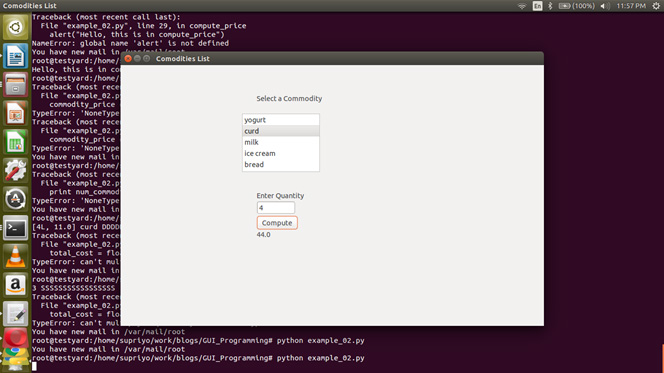 Comodities List
En
(100%)
11:57 PM
Traceback (most recent call last):
File "example_02.py", line 29, in compute_price
alert("Hello, this is in compute_price")
NameError: global name 'alert' is not defined
You have new mail in /var/mail/root
root@testyard:/home/
Hello, this is in co
root@testyard:/home/
Traceback (most rece
File "example_02.p
commodity_price
TypeError: 'NoneType
Traceback (most rece
File "example_02.p
commodity_price
TypeError: 'NoneType
You have new mail in
root@testyard:/home/
Traceback (most rece
File "example_02.p
print num_commod
TypeError: 'NoneType
You have new mail in
root@testyard:/home/
[4L, 11.0] curd DDDDD
Traceback (most rece
File "example_02.p
total_cost = floa
TypeError: can't mul
You have new mail in
root@testyard:/home/
3 SSSSSSSSSSSSSSSS
Traceback (most rece
File "example_02.p
total_cost = floa
TypeError: can't mu
You have new mail in /var/mail/root
root@testyard:/home/supriyo/work/blogs/GUI_Programming# python example_02.py
You have new mail in /var/mail/root
root@testyard:/home/supriyo/work/blogs/GUI_Programming# python example_02.py
Comodities List
Select a Commodity
yogurt
curd
milk
ice cream
bread
Enter Quantity
4
Compute
44.0